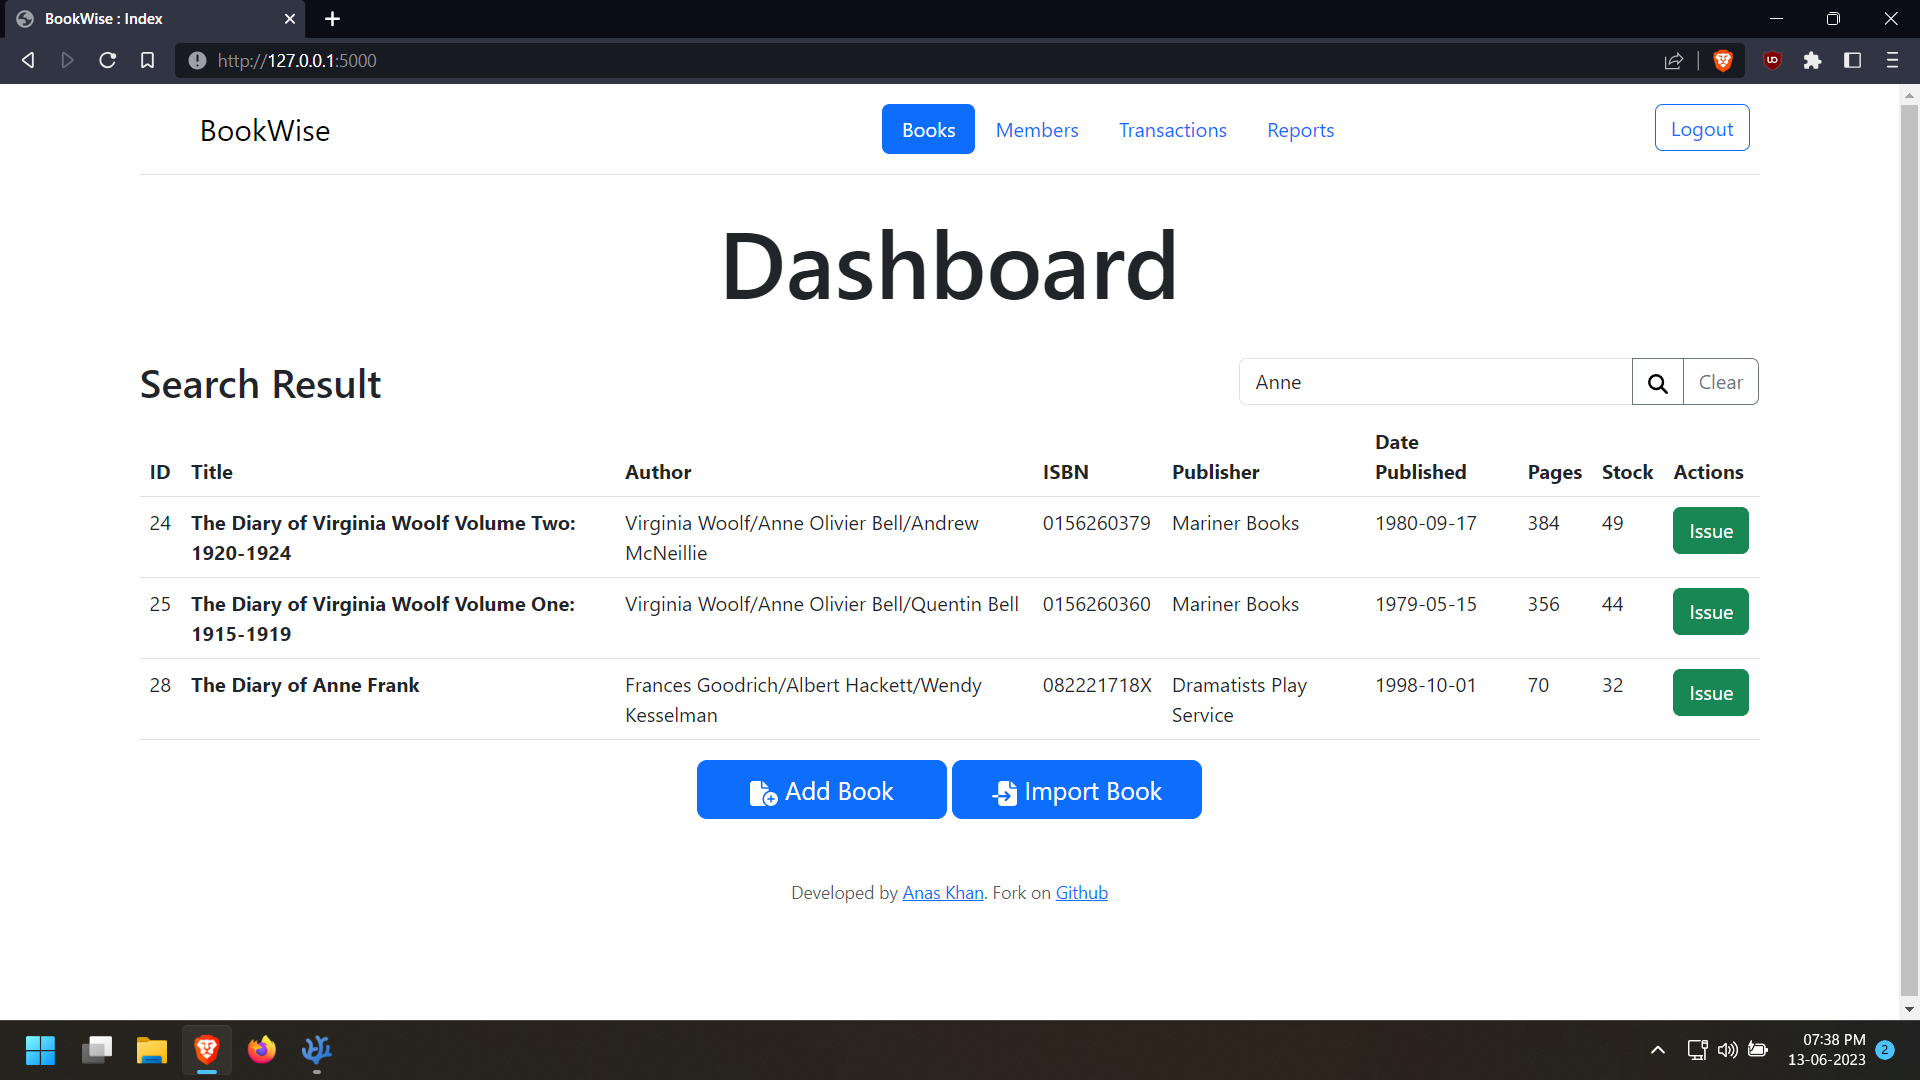 BookWise : Index
http://127.0.0.1:5000
BookWise
Books Members Transactions Reports
Logout
Dashboard
Search Result
Anne
Clear
ID Title Author ISBN Publisher Date Published Pages Stock Actions
24 The Diary of Virginia Woolf Volume Two: Virginia Woolf/Anne Olivier Bell/Andrew 0156260379 Mariner Books 1980-09-17 384 49 Issue
1920-1924 McNeillie
25 The Diary of Virginia Woolf Volume One: Virginia Woolf/Anne Olivier Bell/Quentin Bell 0156260360 Mariner Books 1979-05-15 356 44 Issue
1915-1919
28 The Diary of Anne Frank Frances Goodrich/Albert Hackett/Wendy 082221718X Dramatists Play 1998-10-01 70 32 Issue
Kesselman Service
Add Book Import Book
Developed by Anas Khan. Fork on Github
07:38 PM
13-06-2023
2